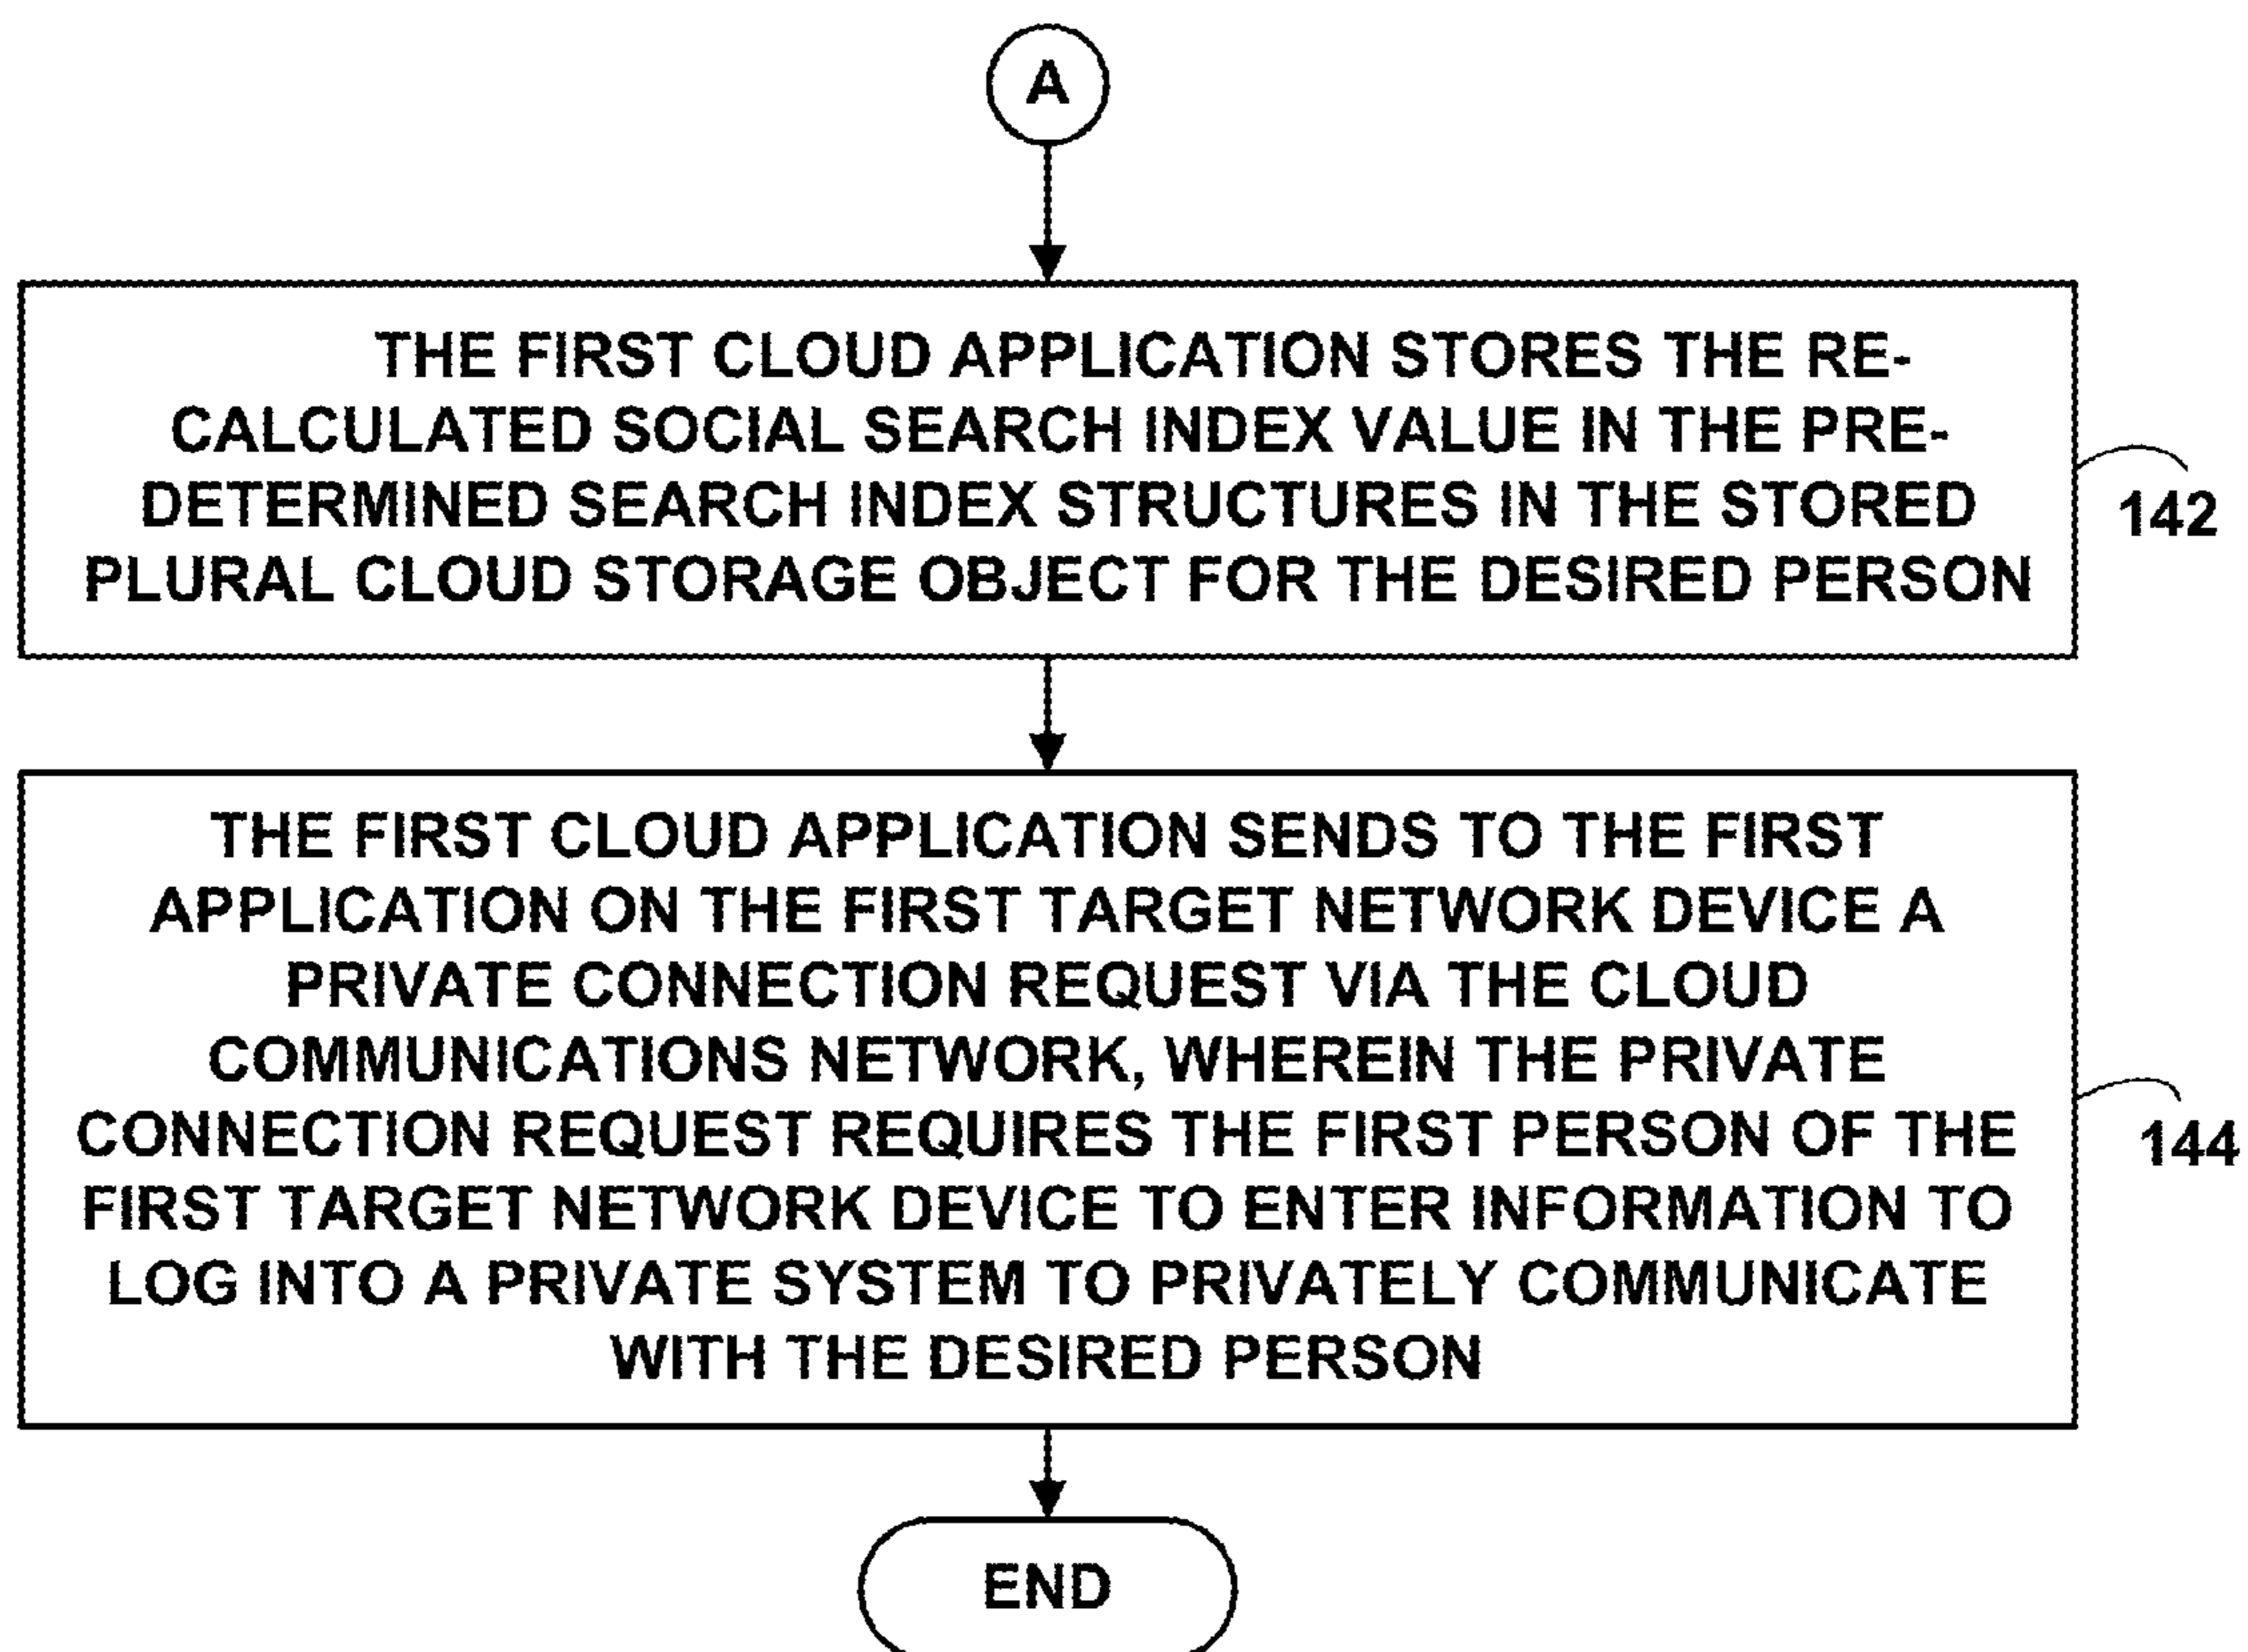 A
THE FIRST CLOUD APPLICATION STORES THE RE-
CALCULATED SOCIAL SEARCH INDEX VALUE IN THE PRE-
DETERMINED SEARCH INDEX STRUCTURES IN THE STORED
PLURAL CLOUD STORAGE OBJECT FOR THE DESIRED PERSON
142
THE FIRST CLOUD APPLICATION SENDS TO THE FIRST
APPLICATION ON THE FIRST TARGET NETWORK DEVICE A
PRIVATE CONNECTION REQUEST VIA THE CLOUD
COMMUNICATIONS NETWORK, WHEREIN THE PRIVATE
CONNECTION REQUEST REQUIRES THE FIRST PERSON OF THE
FIRST TARGET NETWORK DEVICE TO ENTER INFORMATION TO
LOG INTO A PRIVATE SYSTEM TO PRIVATELY COMMUNICATE
WITH THE DESIRED PERSON
144
END